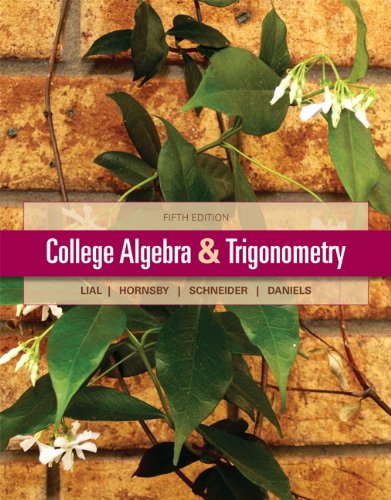 FIFTH EDITION
College Algebra & Trigonometry
LIAL | HORNSBY | SCHNEIDER | DANIELS